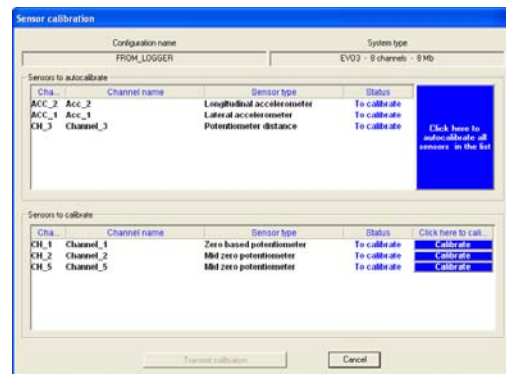 Sensor calibration
Configuration name System type
FROM_LOGGER EVO3 - 8 channels - 8 Mb
Sensors to autocalibrate
Cha... Channel name Sensor type Status
ACC_2 Acc_2 Longitudinal accelerometer To calibrate
ACC_1 Acc_1 Lateral accelerometer To calibrate
CH_3 Channel_3 Potentiometer distance To calibrate
Click here to
autocalibrate all
sensors in the list
Sensors to calibrate
Cha... Channel name Sensor type Status Click here to cali...
CH_1 Channel_1 Zero based potentiometer To calibrate Calibrate
CH_2 Channel_2 Mid zero potentiometer To calibrate Calibrate
CH_5 Channel_5 Mid zero potentiometer To calibrate Calibrate
Transmit calibration Cancel